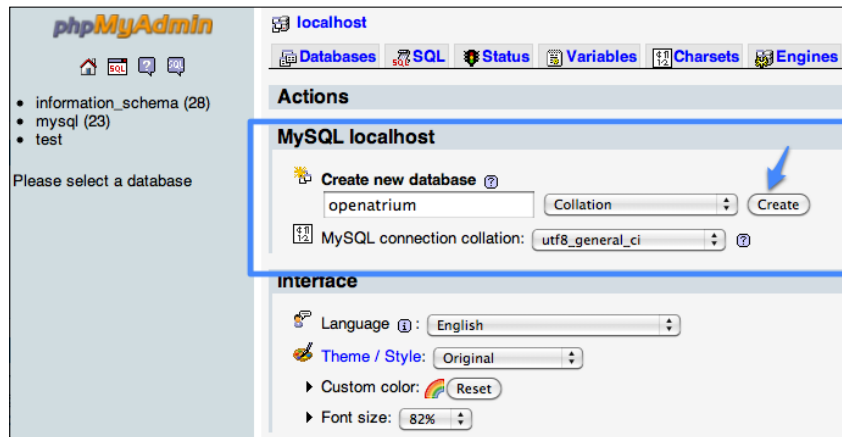 phpMyAdmin
SQL SQL
information_schema (28)
mysql (23)
test
Please select a database
localhost
Databases SQL Status Variables Charsets Engines
Actions
MySQL localhost
Create new database ?
openatrium Collation Create
MySQL connection collation: utf8_general_ci ?
Interface
Language i : English
Theme / Style: Original
Custom color: Reset
Font size: 82%